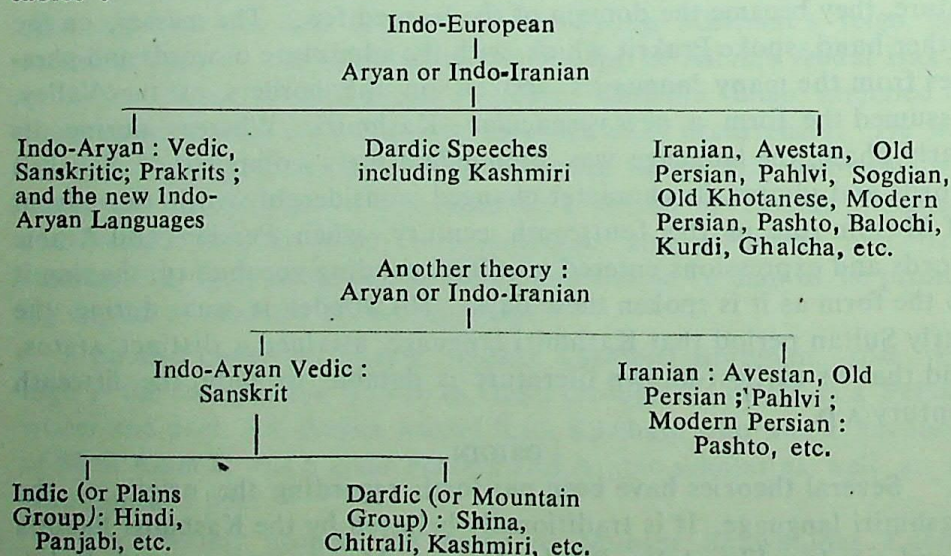 Indo-European
Aryan or Indo-Iranian
Indo-Aryan : Vedic,
Sanskritic; Prakrits ;
and the new Indo-
Aryan Languages
Dardic Speeches
including Kashmiri
Iranian, Avestan, Old
Persian, Pahlvi, Sogdian,
Old Khotanese, Modern
Persian, Pashto, Balochi,
Kurdi, Ghalcha, etc.
Another theory :
Aryan or Indo-Iranian
Indo-Aryan Vedic :
Sanskrit
Iranian : Avestan, Old
Persian ; Pahlvi ;
Modern Persian :
Pashto, etc.
Indic (or Plains
Group): Hindi,
Panjabi, etc.
Dardic (or Mountain
Group) : Shina,
Chitrali, Kashmiri, etc.